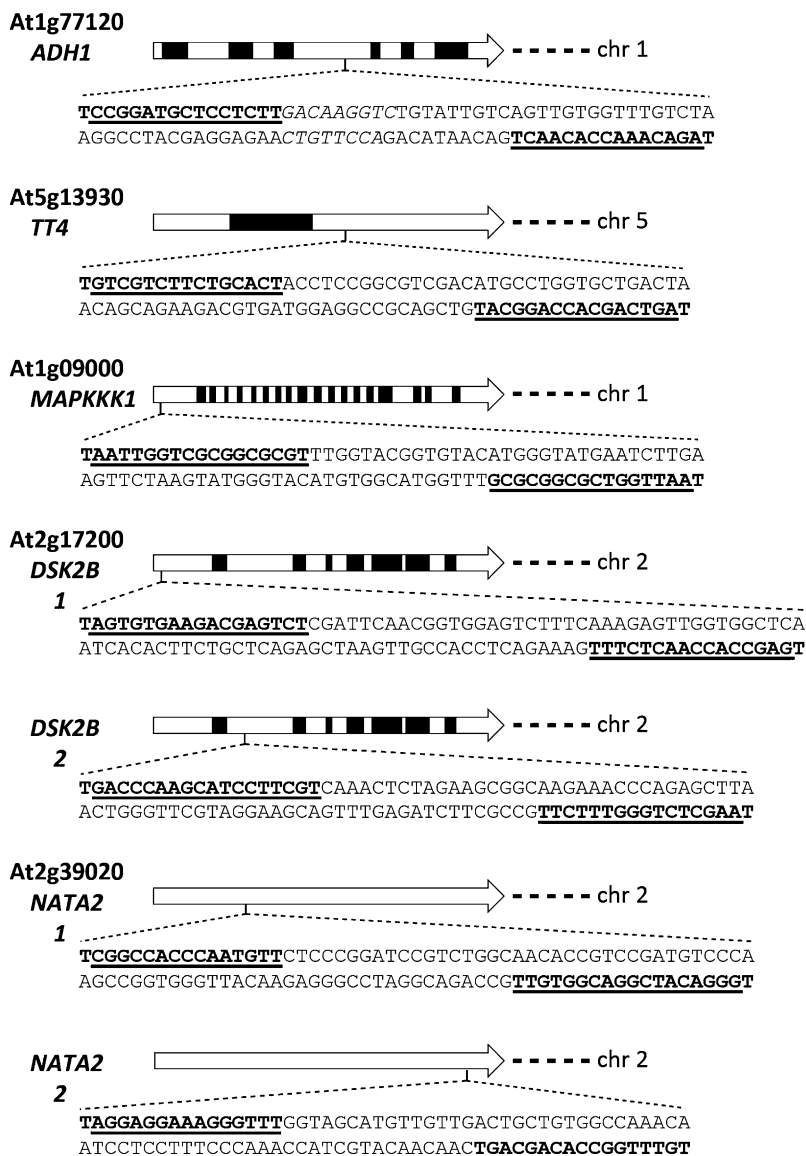 At1g77120
ADH1 chr 1
TCCGGATGCTCCTCTTGACAAGGTCTGTATTGTCAGTTGTGGTTTGTCTA
AGGCCTACGAGGAGAACTGTTCCAGACATAACAGTCAACACCAAACAGAT
At5g13930
TT4 chr 5
TGTCGTCTTCTGCACTACCTCCGGCGTCGACATGCCTGGTGCTGACTA
ACAGCAGAAGACGTGATGGAGGCCGCAGCTGTACGGACCACGACTGAT
At1g09000
MAPKKK1 chr 1
TAATTGGTCGCGGCGCGTTTGGTACGGTGTACATGGGTATGAATCTTGA
AGTTCTAAGTATGGGTACATGTGGCATGGTTTGCGCGGCGCTGGTTAAT
At2g17200
DSK2B chr 2
1
TAGTGTGAAGACGAGTCTCGATTCAACGGTGGAGTCTTTCAAAGAGTTGGTGGCTCA
ATCACACTTCTGCTCAGAGCTAAGTTGCCACCTCAGAAAGTTTCTCAACCACCGAGT
DSK2B chr 2
2
TGACCCAAGCATCCTTCGTCAAACTCTAGAAGCGGCAAGAAACCCAGAGCTTA
ACTGGGTTCGTAGGAAGCAGTTTGAGATCTTCGCCGTTCTTTGGGTCTCGAAT
At2g39020
NATA2 chr 2
1
TCGGCCACCCAATGTTCTCCCGGATCCGTCTGGCAACACCGTCCGATGTCCCA
AGCCGGTGGGTTACAAGAGGGCCTAGGCAGACCGTTGTGGCAGGCTACAGGGT
NATA2 chr 2
2
TAGGAGGAAAGGGTTTGGTAGCATGTTGTTGACTGCTGTGGCCAAACA
ATCCTCCTTTCCCAAACCATCGTACAACAACTGACGACACCGGTTTGT